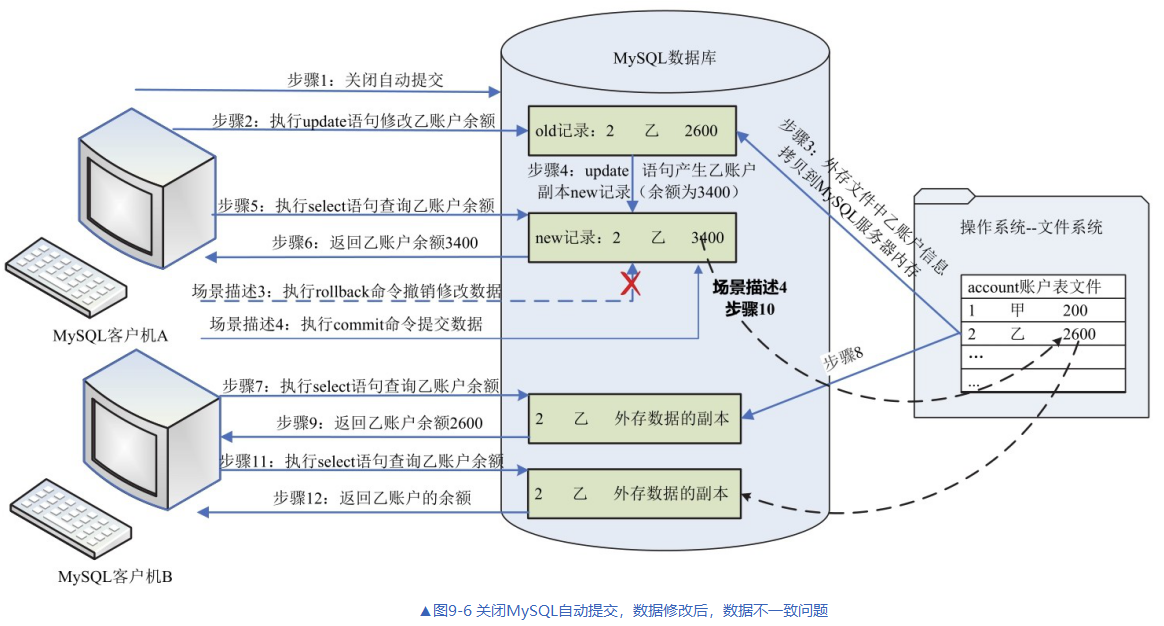 MySQL数据库
步骤1：关闭自动提交
步骤2：执行update语句修改乙账户余额
old记录：2 乙 2600
步骤3：外存文件中乙账户信息
拷贝到MySQL服务器内存
步骤4：update 语句产生乙账户
副本new记录（余额为3400）
步骤5：执行select语句查询乙账户余额
new记录：2 乙 3400
步骤6：返回乙账户余额3400
操作系统--文件系统
account账户表文件
1 甲 200
2 乙 2600
...
...
场景描述3：执行rollback命令撤销修改数据
场景描述4
步骤10
场景描述4：执行commit命令提交数据
MySQL客户机A
步骤8
步骤7：执行select语句查询乙账户余额
2 乙 外存数据的副本
步骤9：返回乙账户余额2600
步骤11：执行select语句查询乙账户余额
2 乙 外存数据的副本
步骤12：返回乙账户的余额
MySQL客户机B
▲图9-6 关闭MySQL自动提交，数据修改后，数据不一致问题